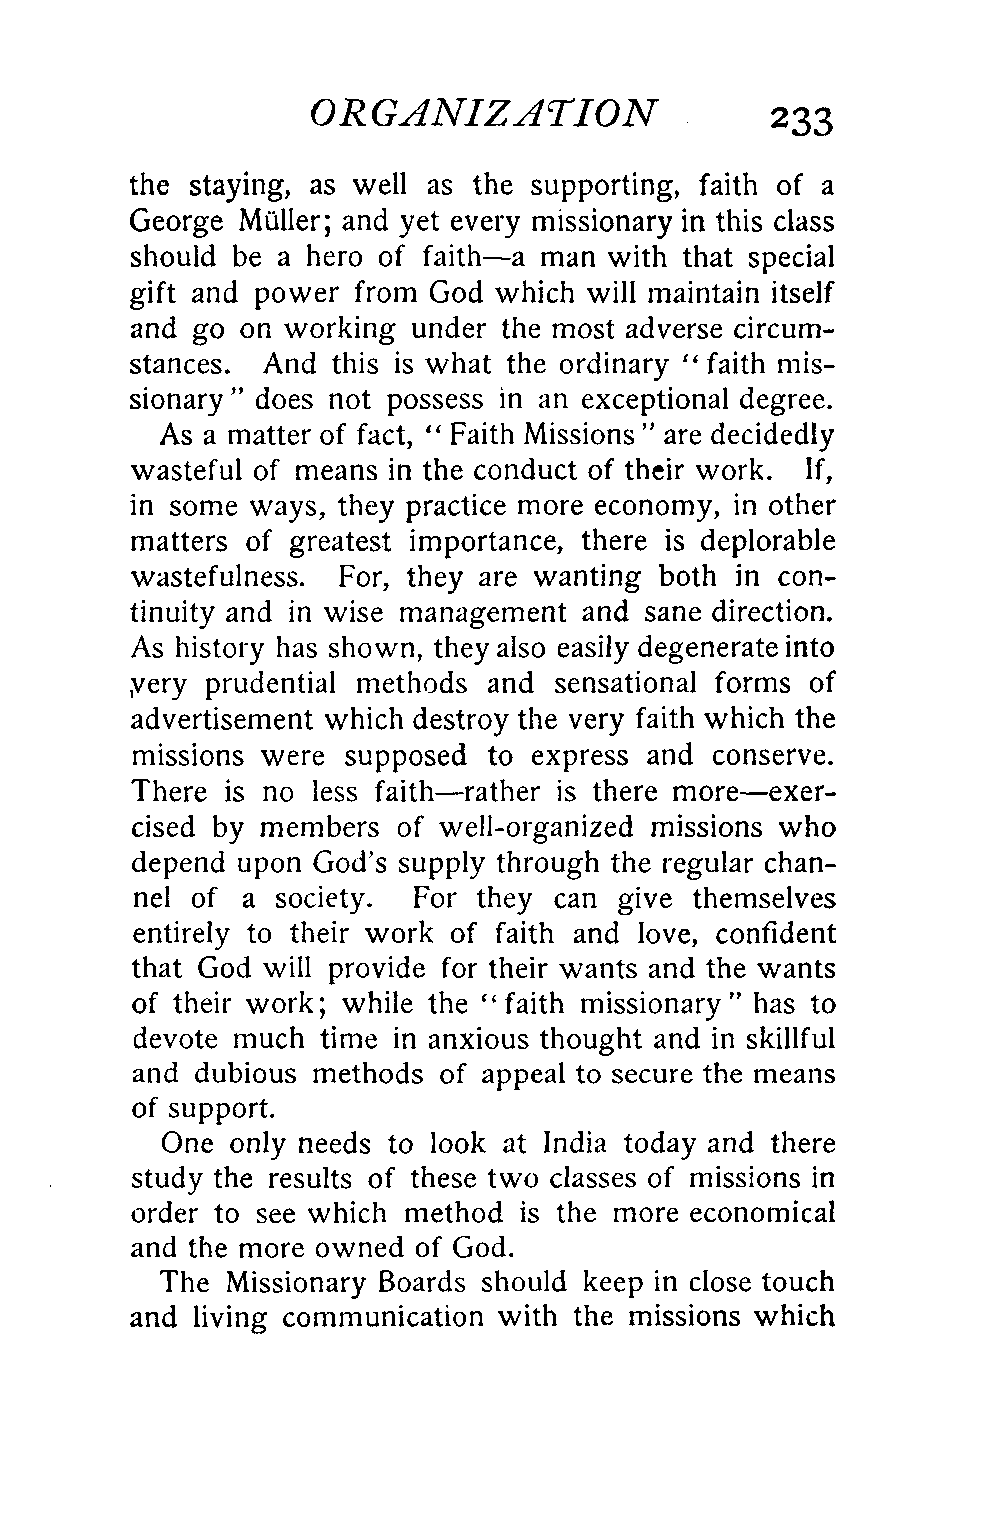 ORGANIZATION 233
the staying, as well as the supporting, faith of a
George Müller; and yet every missionary in this class
should be a hero of faith—a man with that special
gift and power from God which will maintain itself
and go on working under the most adverse circum-
stances. And this is what the ordinary "faith mis-
sionary" does not possess in an exceptional degree.
As a matter of fact, "Faith Missions" are decidedly
wasteful of means in the conduct of their work. If,
in some ways, they practice more economy, in other
matters of greatest importance, there is deplorable
wastefulness. For, they are wanting both in con-
tinuity and in wise management and sane direction.
As history has shown, they also easily degenerate into
very prudential methods and sensational forms of
advertisement which destroy the very faith which the
missions were supposed to express and conserve.
There is no less faith—rather is there more—exer-
cised by members of well-organized missions who
depend upon God's supply through the regular chan-
nel of a society. For they can give themselves
entirely to their work of faith and love, confident
that God will provide for their wants and the wants
of their work; while the "faith missionary" has to
devote much time in anxious thought and in skillful
and dubious methods of appeal to secure the means
of support.
One only needs to look at India today and there
study the results of these two classes of missions in
order to see which method is the more economical
and the more owned of God.
The Missionary Boards should keep in close touch
and living communication with the missions which